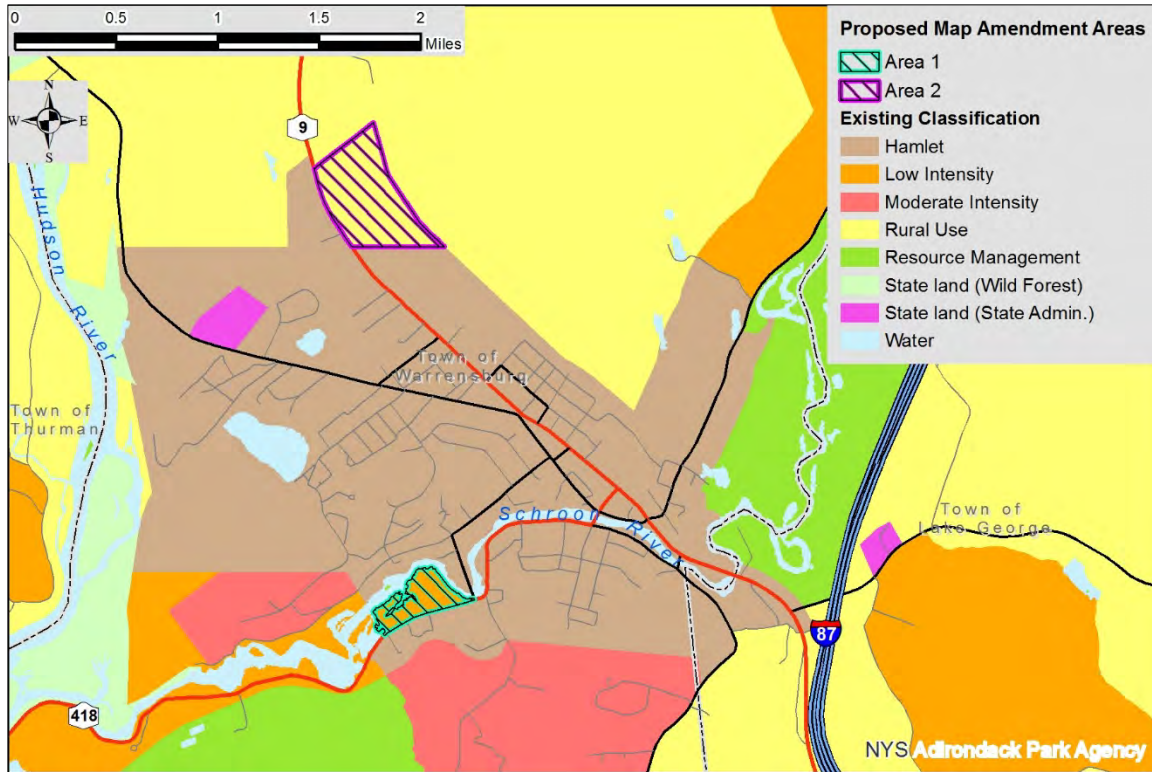 0 0.5 1 1.5 2
Miles
N
W E
S
9
Hudson River
Town of
Thurman
Town of
Warrensburg
Schroon River
Town of
Lake George
87
418
Proposed Map Amendment Areas
Area 1
Area 2
Existing Classification
Hamlet
Low Intensity
Moderate Intensity
Rural Use
Resource Management
State land (Wild Forest)
State land (State Admin.)
Water
NYS Adirondack Park Agency